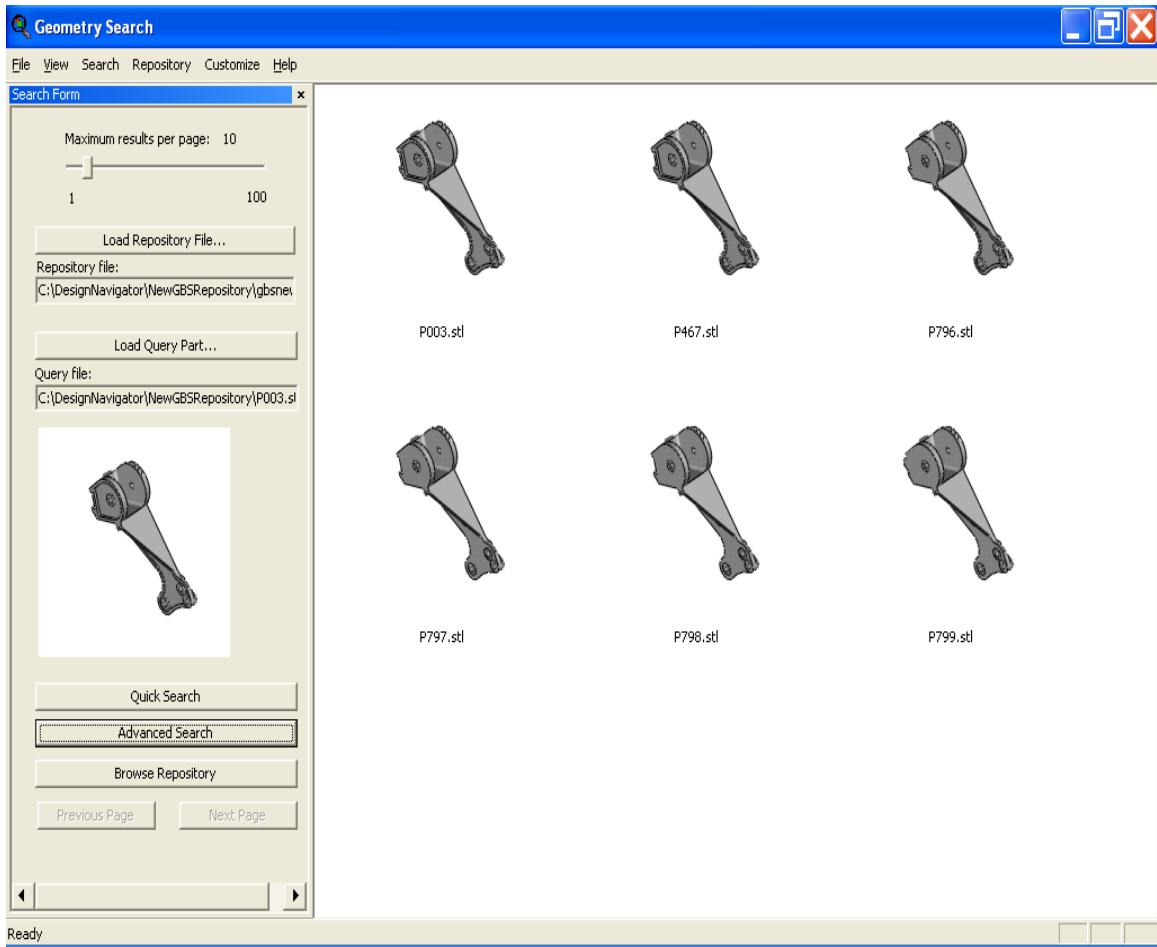 Geometry Search
File View Search Repository Customize Help
Search Form x
Maximum results per page: 10
1 100
Load Repository File...
Repository file:
C:\DesignNavigator\NewGBSRepository\gbsnew
Load Query Part...
Query file:
C:\DesignNavigator\NewGBSRepository\P003.sl
Quick Search
Advanced Search
Browse Repository
Previous Page Next Page
P003.stl P467.stl P796.stl
P797.stl P798.stl P799.stl
Ready